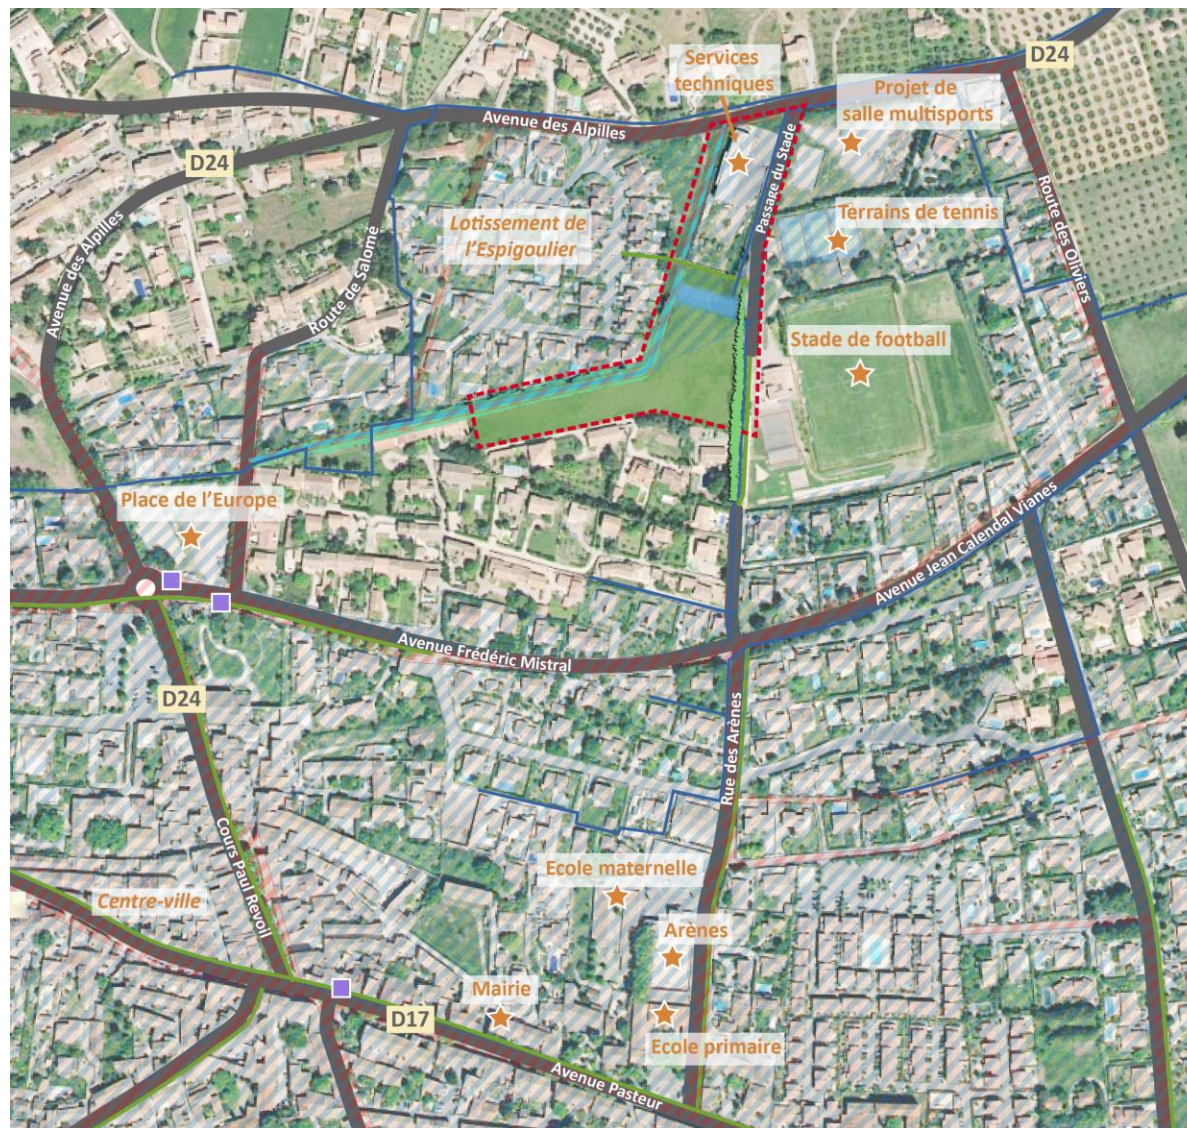 D24
Services
techniques
Projet de
salle multisports
Avenue des Alpilles
D24
Passage du Stade
Lotissement de
l'Espigoulier
Terrains de tennis
Route des Oliviers
Avenue des Alpilles
Route de Salomé
Stade de football
Place de l'Europe
Avenue Jean Calendal Vianes
Avenue Frédéric Mistral
D24
Rue des Arènes
Cours Paul Revoil
Ecole maternelle
Centre-ville
Arènes
Mairie
D17
Ecole primaire
Avenue Pasteur